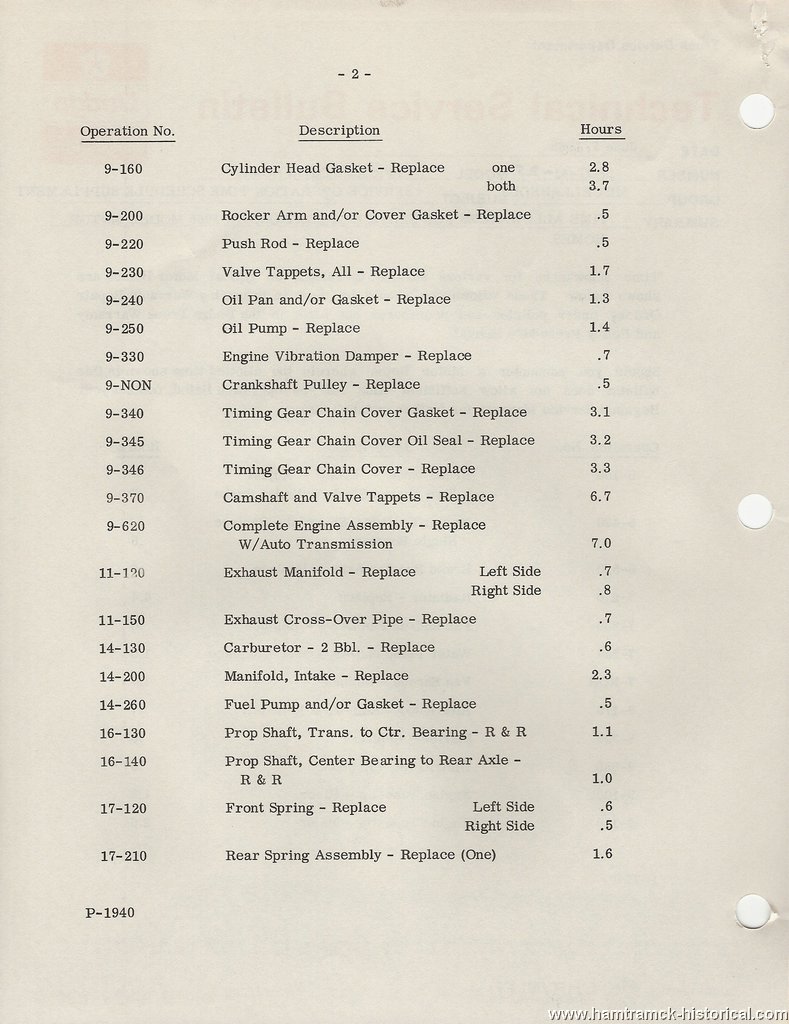 - 2 -
Operation No. Description Hours
9-160 Cylinder Head Gasket - Replace one 2.8
both 3.7
9-200 Rocker Arm and/or Cover Gasket - Replace .5
9-220 Push Rod - Replace .5
9-230 Valve Tappets, All - Replace 1.7
9-240 Oil Pan and/or Gasket - Replace 1.3
9-250 Oil Pump - Replace 1.4
9-330 Engine Vibration Damper - Replace .7
9-NON Crankshaft Pulley - Replace .5
9-340 Timing Gear Chain Cover Gasket - Replace 3.1
9-345 Timing Gear Chain Cover Oil Seal - Replace 3.2
9-346 Timing Gear Chain Cover - Replace 3.3
9-370 Camshaft and Valve Tappets - Replace 6.7
9-620 Complete Engine Assembly - Replace
W/Auto Transmission 7.0
11-120 Exhaust Manifold - Replace Left Side .7
Right Side .8
11-150 Exhaust Cross-Over Pipe - Replace .7
14-130 Carburetor - 2 Bbl. - Replace .6
14-200 Manifold, Intake - Replace 2.3
14-260 Fuel Pump and/or Gasket - Replace .5
16-130 Prop Shaft, Trans. to Ctr. Bearing - R & R 1.1
16-140 Prop Shaft, Center Bearing to Rear Axle -
R & R 1.0
17-120 Front Spring - Replace Left Side .6
Right Side .5
17-210 Rear Spring Assembly - Replace (One) 1.6
P-1940
www.hamtramck-historical.com